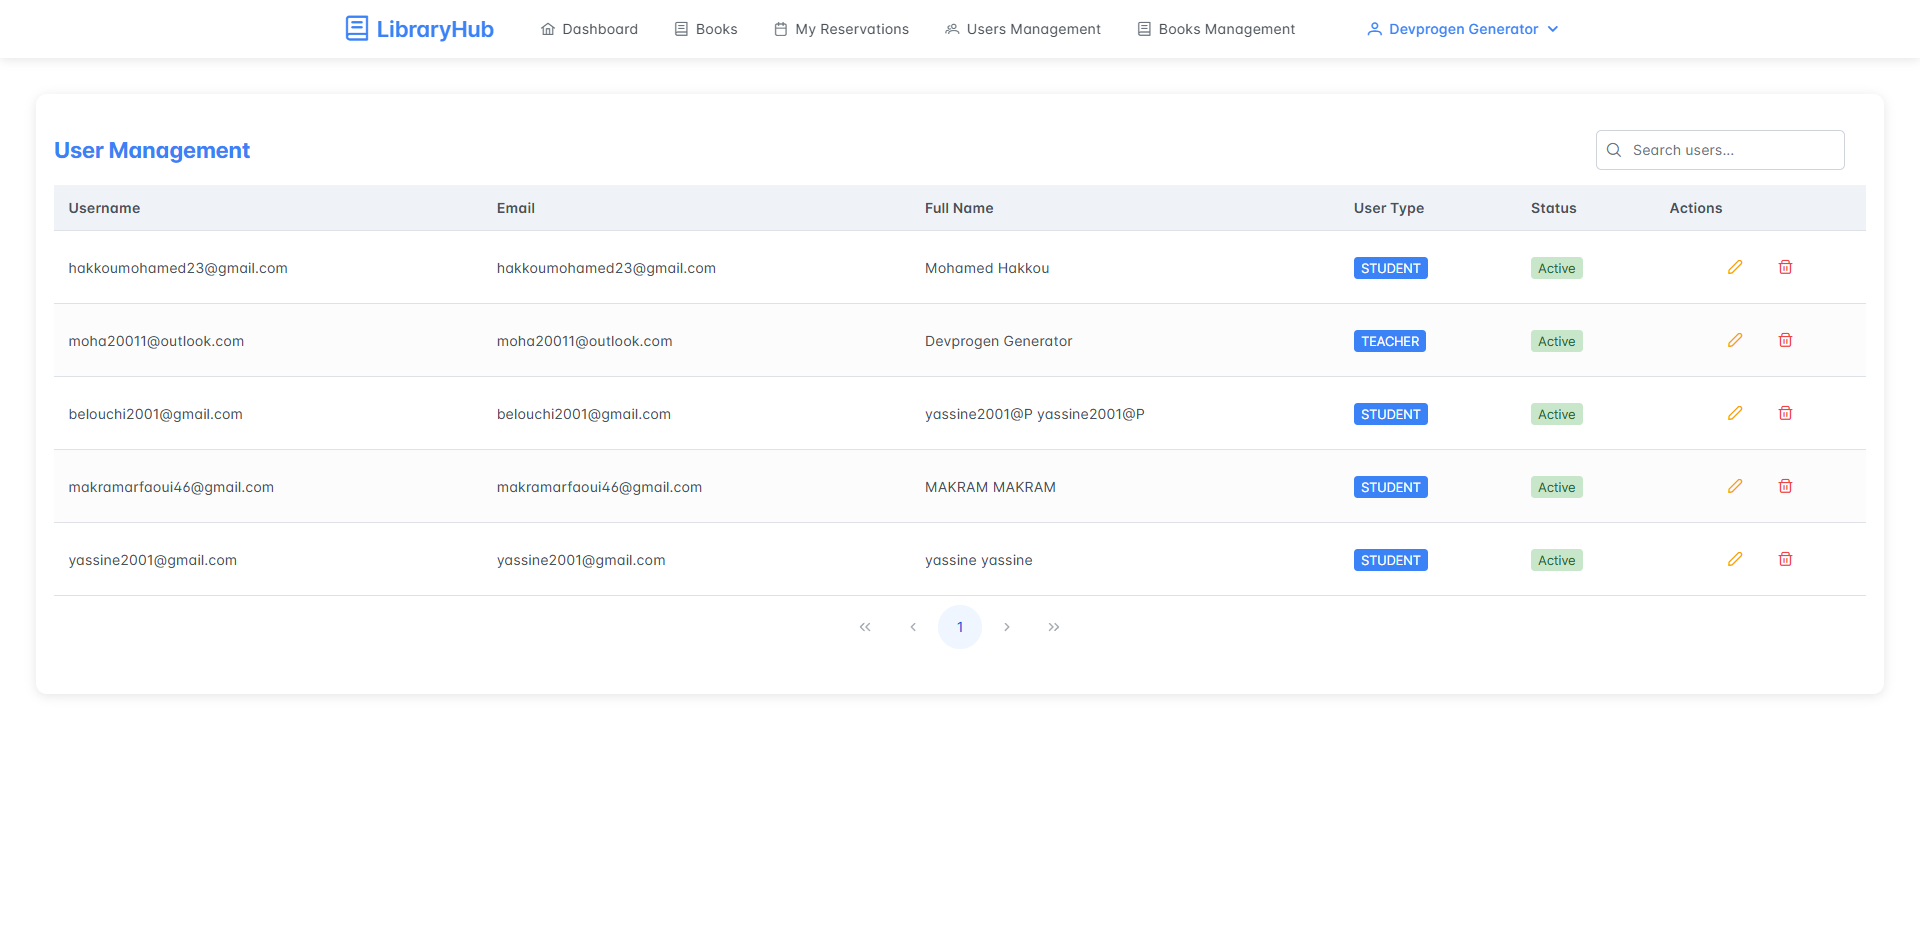 LibraryHub Dashboard Books My Reservations Users Management Books Management Devprogen Generator
User Management Search users...
Username Email Full Name User Type Status Actions
hakkoumohamed23@gmail.com hakkoumohamed23@gmail.com Mohamed Hakkou STUDENT Active
moha20011@outlook.com moha20011@outlook.com Devprogen Generator TEACHER Active
belouchi2001@gmail.com belouchi2001@gmail.com yassine2001@P yassine2001@P STUDENT Active
makramarfaoui46@gmail.com makramarfaoui46@gmail.com MAKRAM MAKRAM STUDENT Active
yassine2001@gmail.com yassine2001@gmail.com yassine yassine STUDENT Active
1